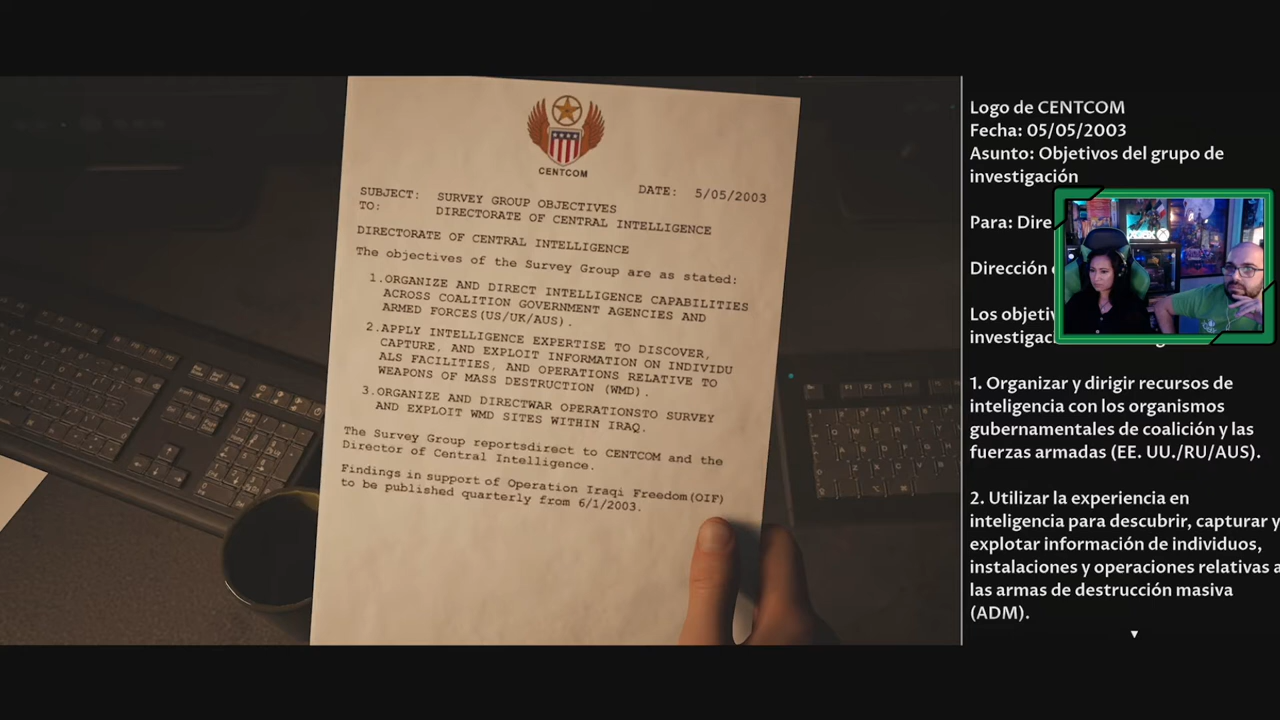 CENTCOM
DATE: 5/05/2003
SUBJECT: SURVEY GROUP OBJECTIVES
TO: DIRECTORATE OF CENTRAL INTELLIGENCE
DIRECTORATE OF CENTRAL INTELLIGENCE
The objectives of the Survey Group are as stated:
1.ORGANIZE AND DIRECT INTELLIGENCE CAPABILITIES
ACROSS COALITION GOVERNMENT AGENCIES AND
ARMED FORCES(US/UK/AUS).
2.APPLY INTELLIGENCE EXPERTISE TO DISCOVER,
CAPTURE, AND EXPLOIT INFORMATION ON INDIVIDU
ALS FACILITIES, AND OPERATIONS RELATIVE TO
WEAPONS OF MASS DESTRUCTION (WMD).
3.ORGANIZE AND DIRECTWAR OPERATIONSTO SURVEY
AND EXPLOIT WMD SITES WITHIN IRAQ.
The Survey Group reportsdirect to CENTCOM and the
Director of Central Intelligence.
Findings in support of Operation Iraqi Freedom(OIF)
to be published quarterly from 6/1/2003.
Logo de CENTCOM
Fecha: 05/05/2003
Asunto: Objetivos del grupo de
investigación
Para: Dire
Dirección
Los
1. Organizar y dirigir recursos de
inteligencia con los organismos
gubernamentales de coalición y las
fuerzas armadas (EE. UU./RU/AUS).
2. Utilizar la experiencia en
inteligencia para descubrir, capturar y
explotar información de individuos,
instalaciones y operaciones relativas a
las armas de destrucción masiva
(ADM).
XBOX